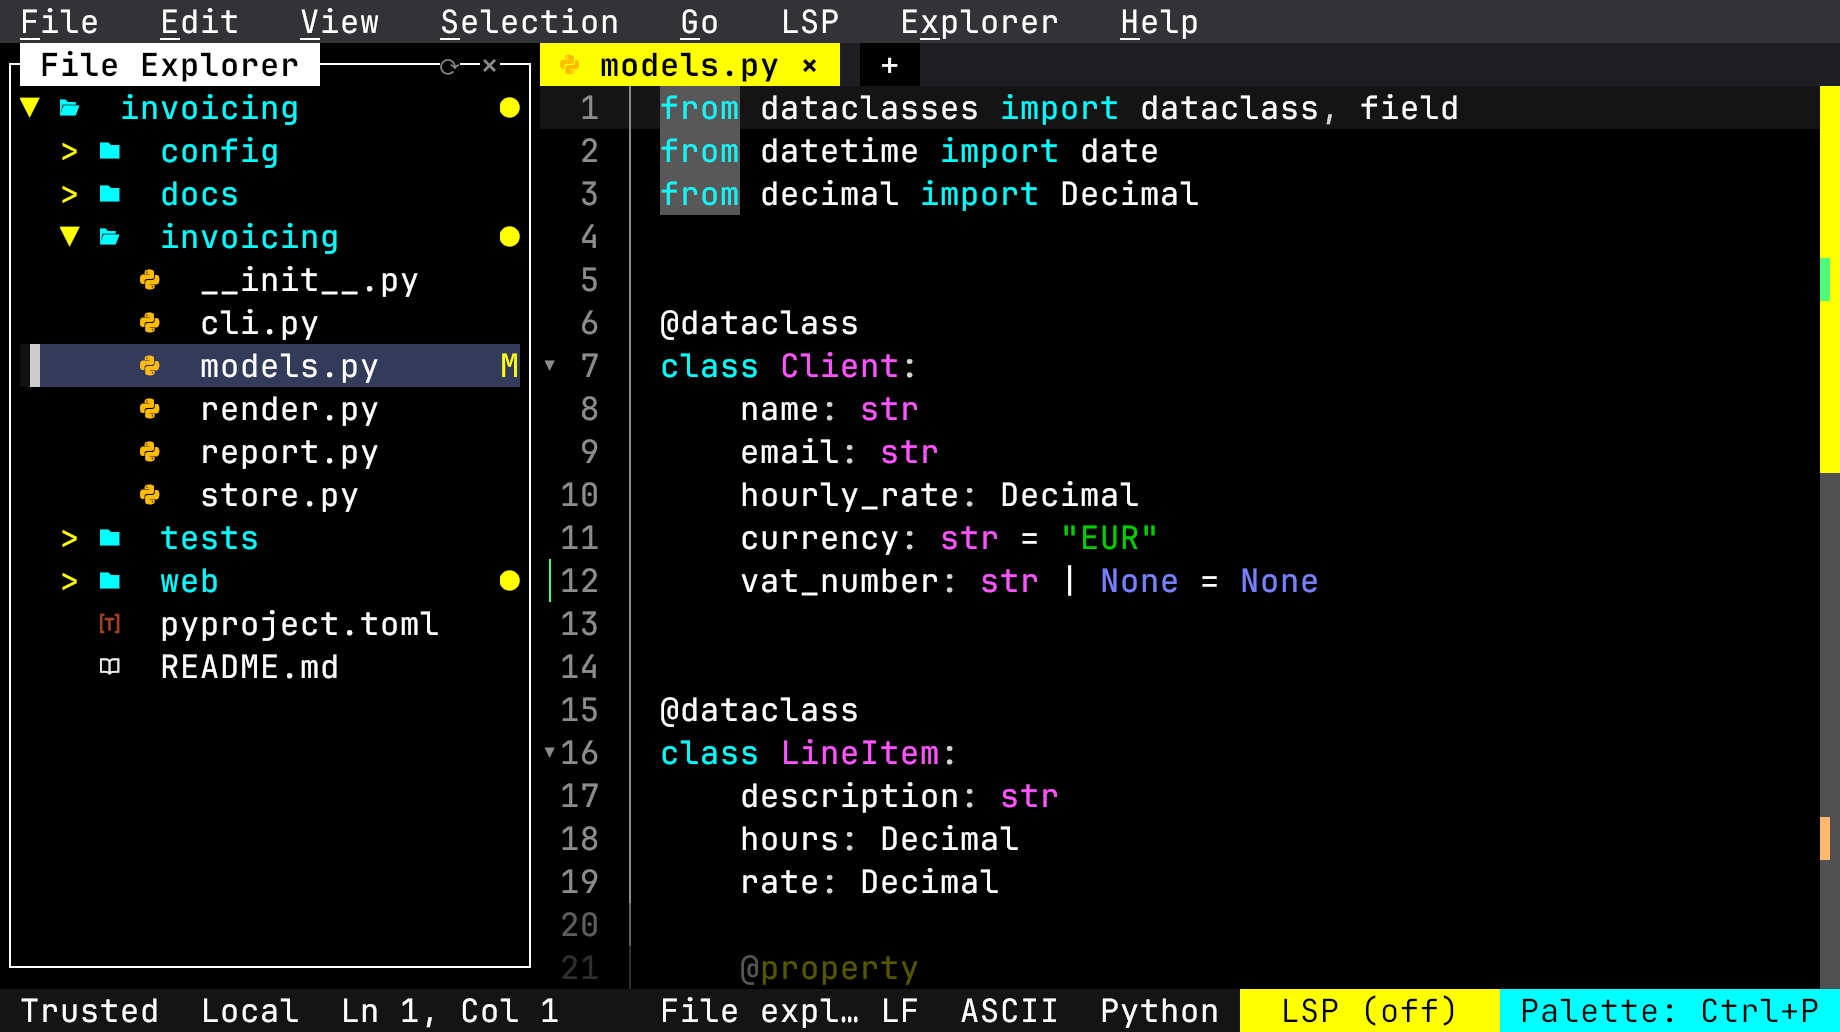 File Edit View Selection Go LSP Explorer Help
File Explorer ⟳ × models.py × +
▼ invoicing ●
> config
> docs
▼ invoicing ●
__init__.py
cli.py
models.py M
render.py
report.py
store.py
> tests
> web ●
[T] pyproject.toml
README.md
1 from dataclasses import dataclass, field
2 from datetime import date
3 from decimal import Decimal
4
5
6 @dataclass
▾ 7 class Client:
8 name: str
9 email: str
10 hourly_rate: Decimal
11 currency: str = "EUR"
12 vat_number: str | None = None
13
14
15 @dataclass
▾ 16 class LineItem:
17 description: str
18 hours: Decimal
19 rate: Decimal
20
21 @property
Trusted Local Ln 1, Col 1 File expl… LF ASCII Python LSP (off) Palette: Ctrl+P